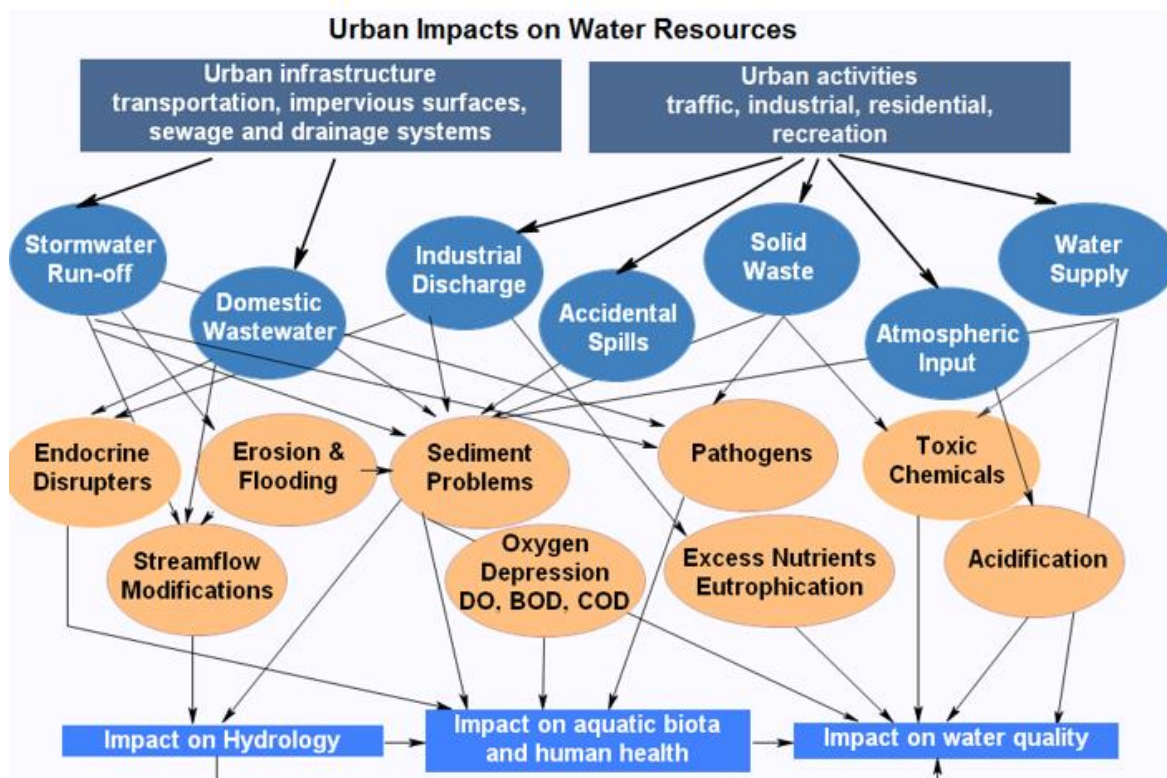 Urban Impacts on Water Resources
Urban infrastructure
transportation, impervious surfaces,
sewage and drainage systems
Urban activities
traffic, industrial, residential,
recreation
Stormwater
Run-off
Domestic
Wastewater
Industrial
Discharge
Accidental
Spills
Solid
Waste
Atmospheric
Input
Water
Supply
Endocrine
Disrupters
Erosion &
Flooding
Sediment
Problems
Pathogens
Toxic
Chemicals
Streamflow
Modifications
Oxygen
Depression
DO, BOD, COD
Excess Nutrients
Eutrophication
Acidification
Impact on Hydrology
Impact on aquatic biota
and human health
Impact on water quality